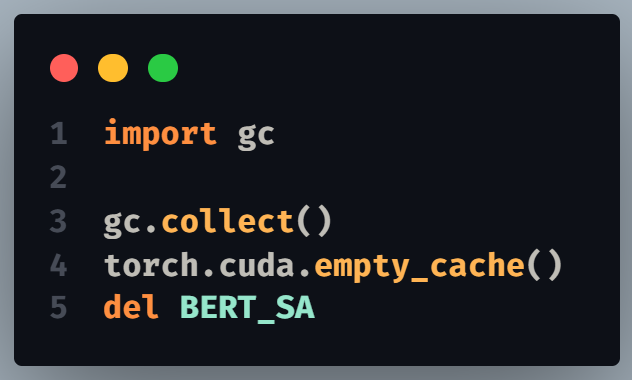 1 import gc
2
3 gc.collect()
4 torch.cuda.empty_cache()
5 del BERT_SA